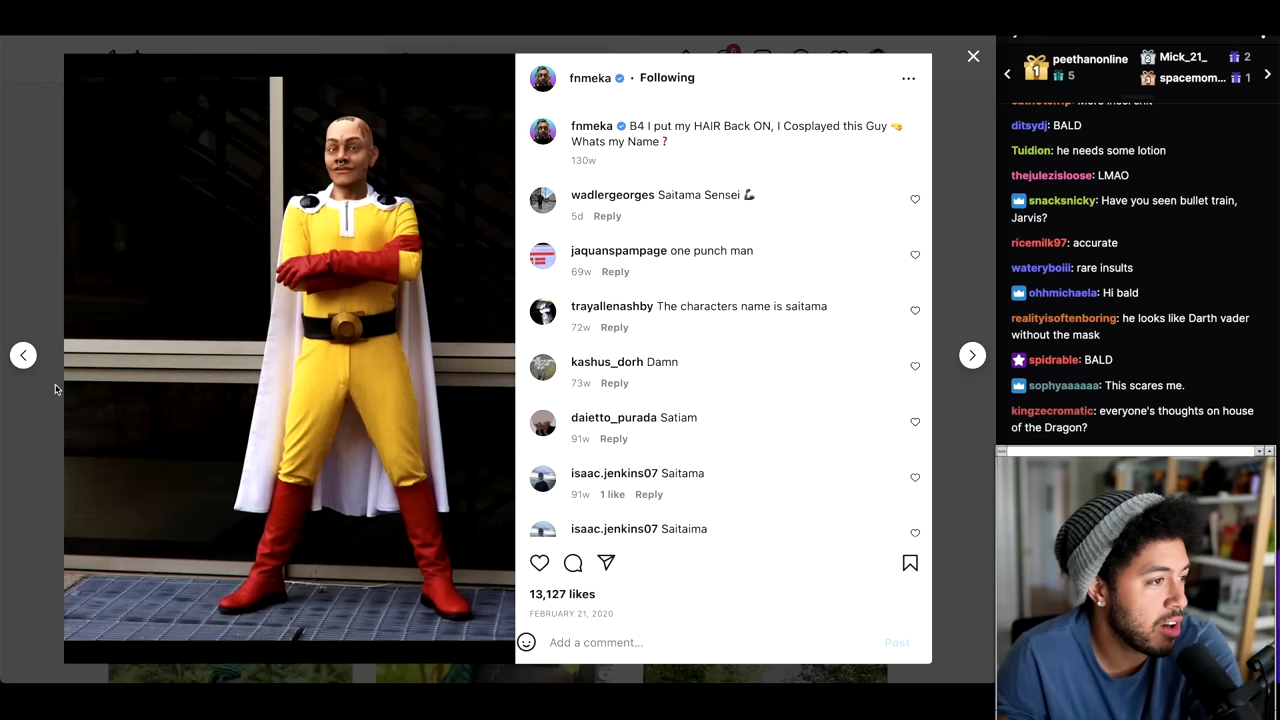 fnmeka • Following
fnmeka B4 I put my HAIR Back ON, I Cosplayed this Guy 🤜
Whats my Name ❓
130w
wadlergeorges Saitama Sensei 💪
5d Reply
jaquanspampage one punch man
69w Reply
trayallenashby The characters name is saitama
72w Reply
kashus_dorh Damn
73w Reply
daietto_purada Satiam
91w Reply
isaac.jenkins07 Saitama
91w 1 like Reply
isaac.jenkins07 Saitaima
13,127 likes
FEBRUARY 21, 2020
Add a comment...
Post
1 peethanonline
5
Mick_21_ 2
spacemom... 1
ditsydj: BALD
Tuidion: he needs some lotion
thejulezisloose: LMAO
snacksnicky: Have you seen bullet train,
Jarvis?
ricemilk97: accurate
wateryboiii: rare insults
ohhmichaela: Hi bald
realityisoftenboring: he looks like Darth vader
without the mask
spidrable: BALD
sophyaaaaaa: This scares me.
kingzecromatic: everyone's thoughts on house
of the Dragon?